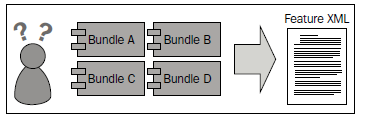 Feature XML
? ?
Bundle A
Bundle B
Bundle C
Bundle D